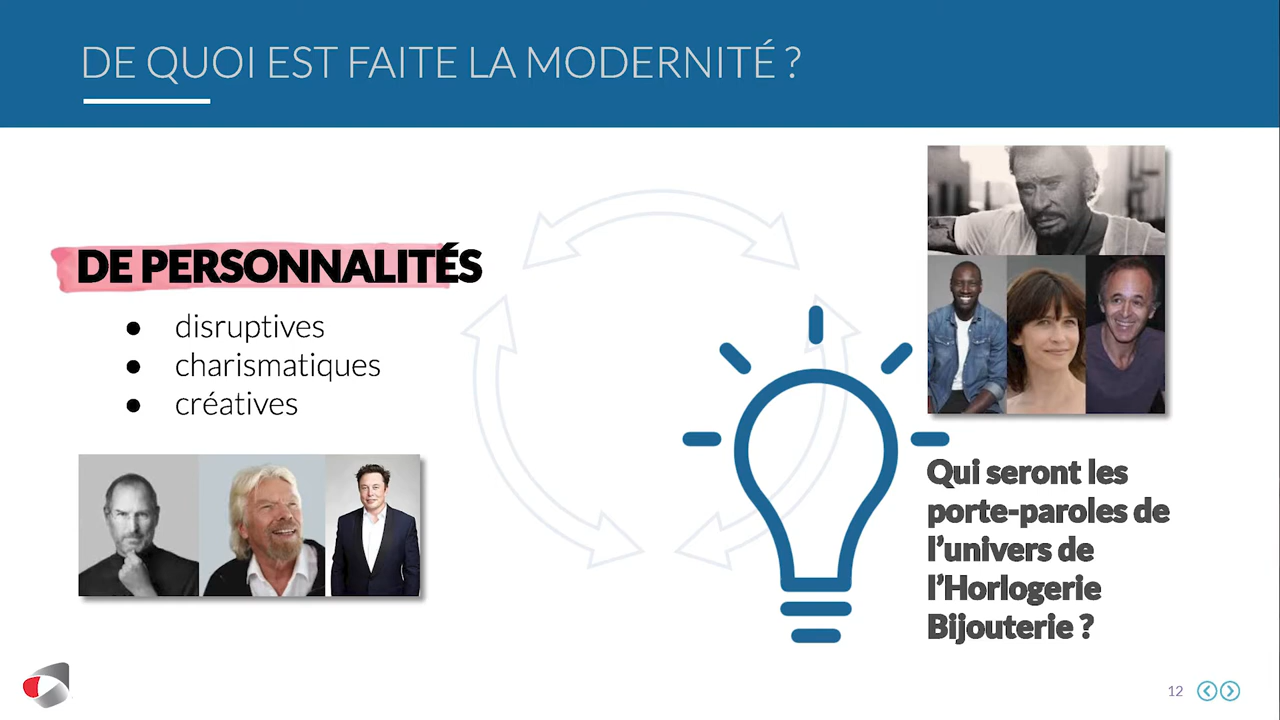 DE QUOI EST FAITE LA MODERNITÉ ?
DE PERSONNALITÉS
● disruptives
● charismatiques
● créatives
Qui seront les
porte-paroles de
l'univers de
l'Horlogerie
Bijouterie ?
12